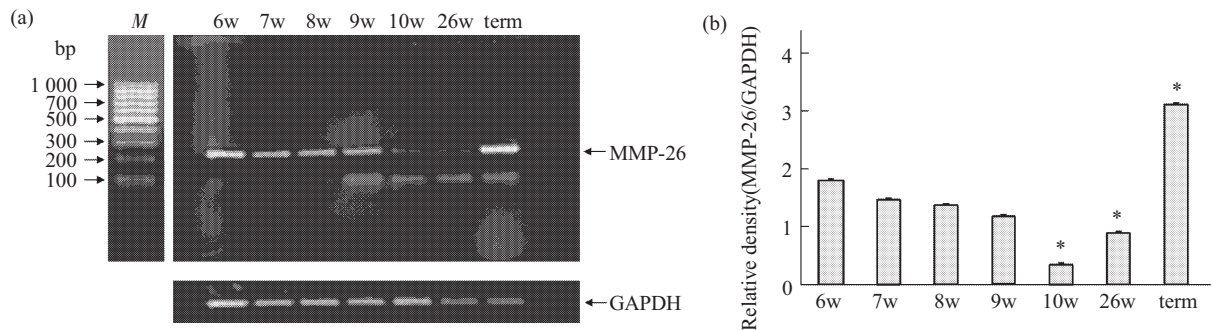 (a)
M 6w 7w 8w 9w 10w 26w term
bp
1 000
700
500
300
200
100
MMP-26
GAPDH
(b)
Relative density(MMP-26/GAPDH)
4
3
2
1
0
*
*
*
6w 7w 8w 9w 10w 26w term